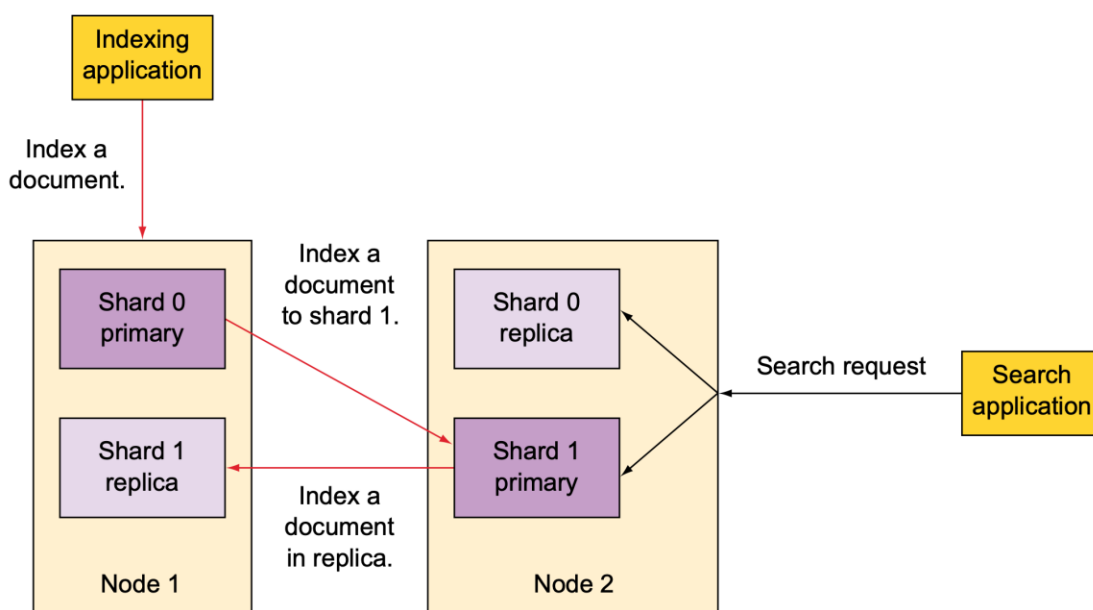 Indexing
application
Index a
document.
Index a
document
to shard 1.
Shard 0
primary
Shard 0
replica
Search request
Search
application
Shard 1
replica
Shard 1
primary
Index a
document
in replica.
Node 1
Node 2